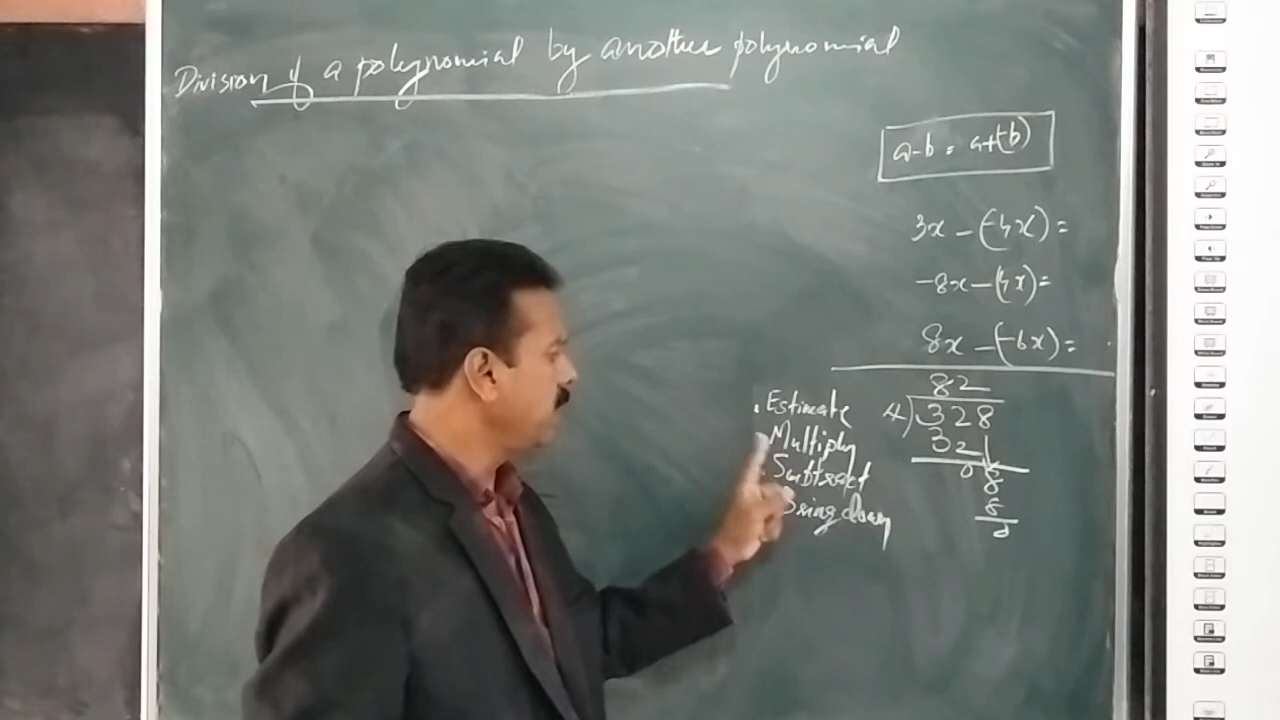 Division of a polynomial by another polynomial
a-b = a+(-b)
3x - (-4x) =
-8x - (4x) =
8x - (-6x) =
82
4)328
32
08
8
0
Estimate
Multiply
Subtract
Bring down